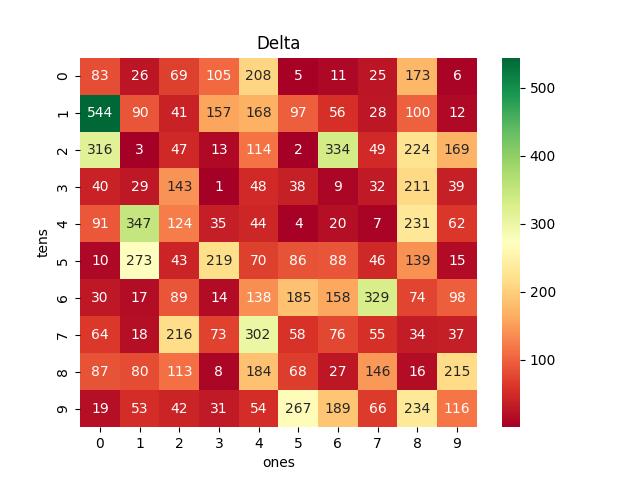 Delta
0 83 26 69 105 208 5 11 25 173 6
1 544 90 41 157 168 97 56 28 100 12
2 316 3 47 13 114 2 334 49 224 169
3 40 29 143 1 48 38 9 32 211 39
4 91 347 124 35 44 4 20 7 231 62
5 10 273 43 219 70 86 88 46 139 15
6 30 17 89 14 138 185 158 329 74 98
7 64 18 216 73 302 58 76 55 34 37
8 87 80 113 8 184 68 27 146 16 215
9 19 53 42 31 54 267 189 66 234 116
0 1 2 3 4 5 6 7 8 9
ones
tens
500
400
300
200
100